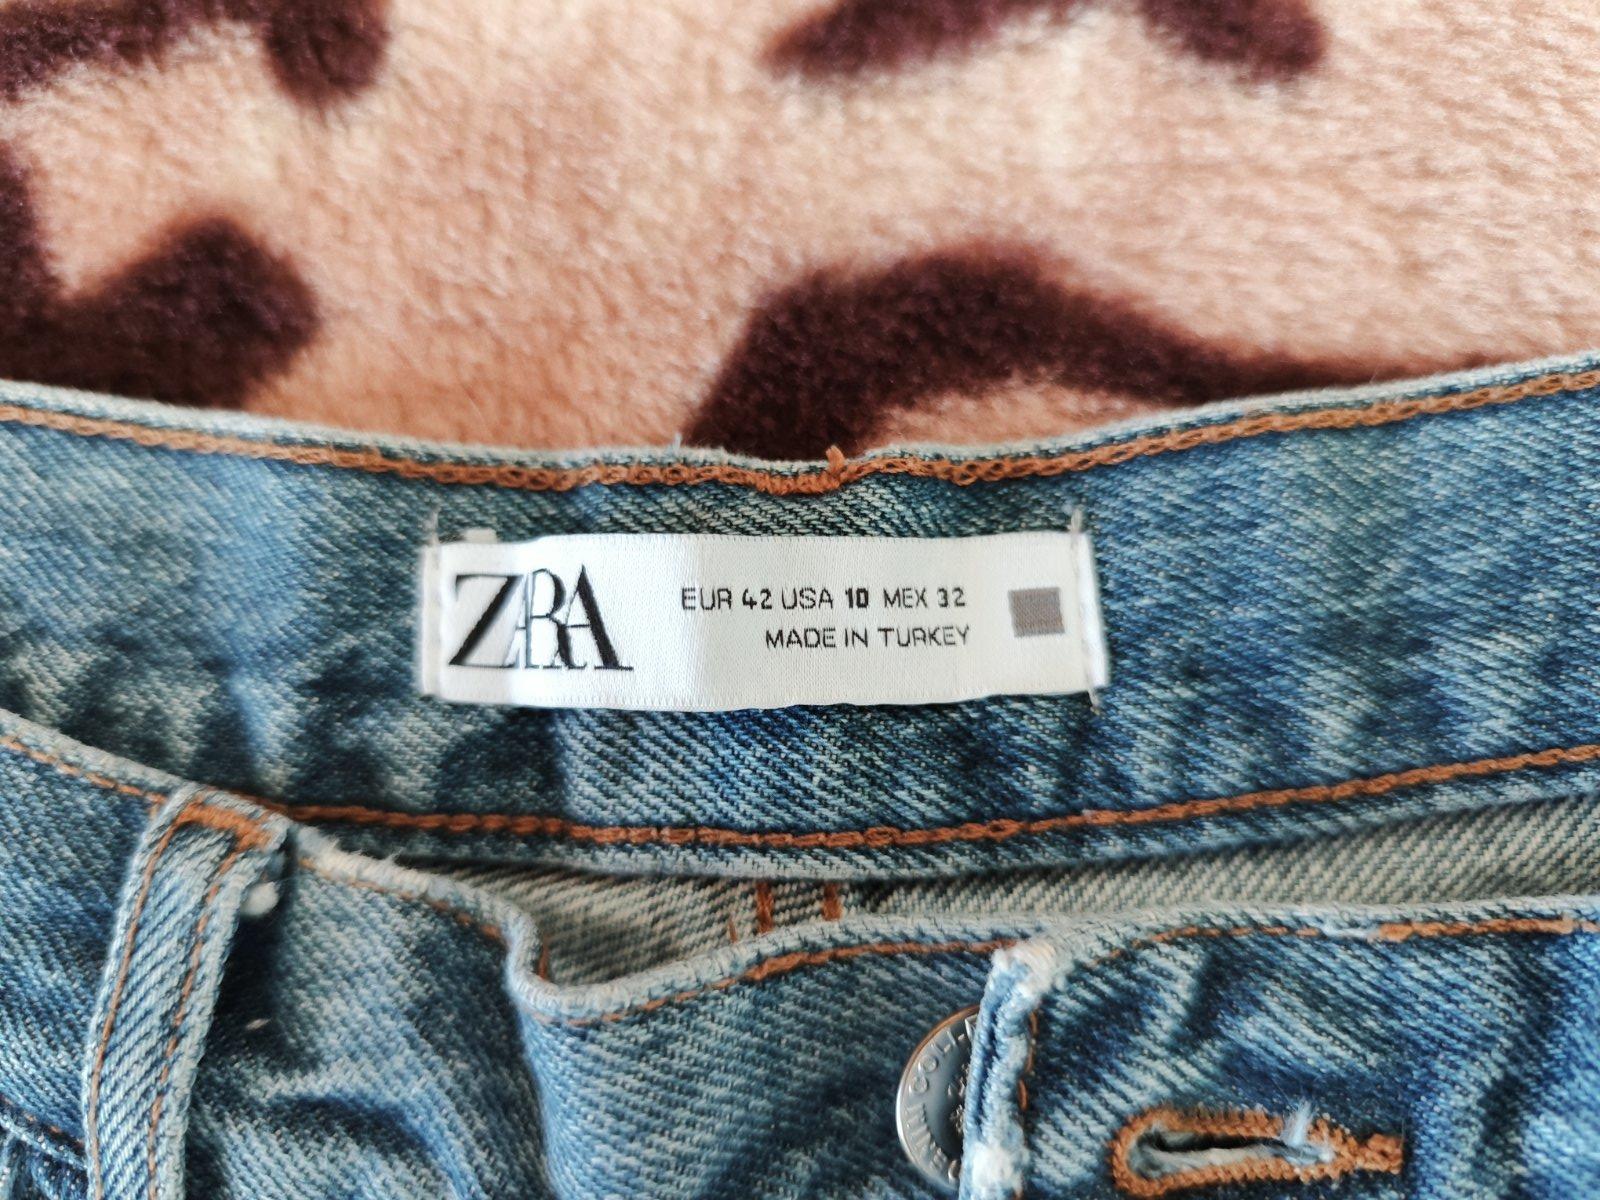 ZARA
EUR 42 USA 10 MEX 32
MADE IN TURKEY